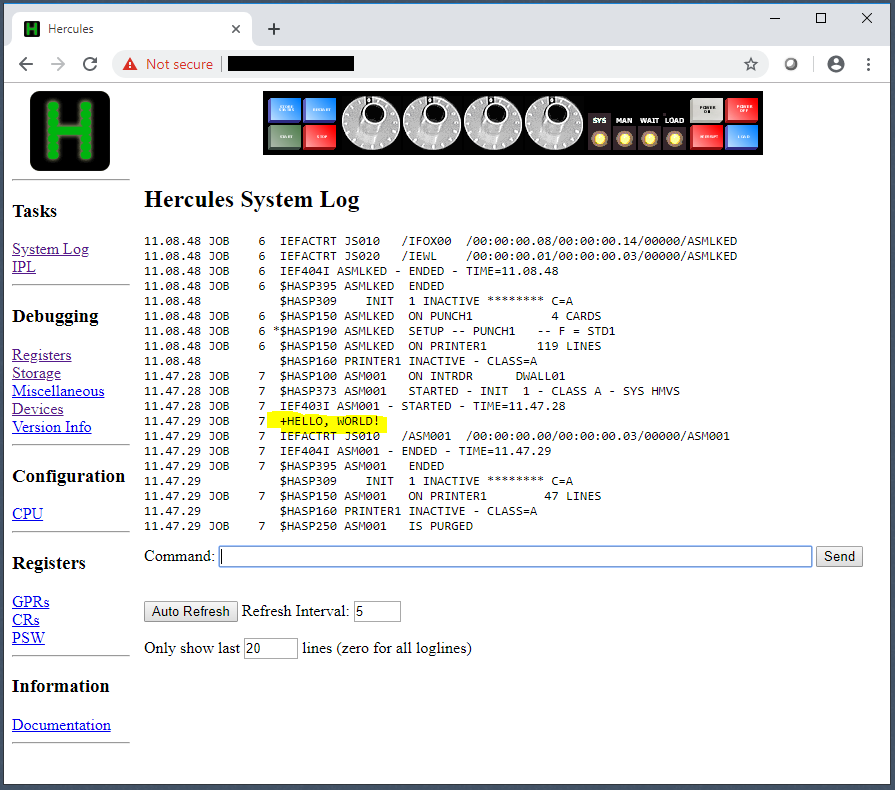 Hercules
Not secure
SYS MAN WAIT LOAD
POWER ON
POWER OFF
START
STOP
INTERRUPT
LOAD
Hercules System Log
11.08.48 JOB    6  IEFACTRT JS010   /IFOX00  /00:00:00.08/00:00:00.14/00000/ASMLKED
11.08.48 JOB    6  IEFACTRT JS020   /IEWL    /00:00:00.01/00:00:00.03/00000/ASMLKED
11.08.48 JOB    6  IEF404I ASMLKED - ENDED - TIME=11.08.48
11.08.48 JOB    6  $HASP395 ASMLKED  ENDED
11.08.48           $HASP309    INIT  1 INACTIVE ******** C=A
11.08.48 JOB    6  $HASP150 ASMLKED  ON PUNCH1           4 CARDS
11.08.48 JOB    6 *$HASP190 ASMLKED  SETUP -- PUNCH1   -- F = STD1
11.08.48 JOB    6  $HASP150 ASMLKED  ON PRINTER1       119 LINES
11.08.48           $HASP160 PRINTER1 INACTIVE - CLASS=A
11.47.28 JOB    7  $HASP100 ASM001   ON INTRDR      DWALL01
11.47.28 JOB    7  $HASP373 ASM001   STARTED - INIT  1 - CLASS A - SYS HMVS
11.47.28 JOB    7  IEF403I ASM001 - STARTED - TIME=11.47.28
11.47.29 JOB    7  +HELLO, WORLD!
11.47.29 JOB    7  IEFACTRT JS010   /ASM001  /00:00:00.00/00:00:00.03/00000/ASM001
11.47.29 JOB    7  IEF404I ASM001 - ENDED - TIME=11.47.29
11.47.29 JOB    7  $HASP395 ASM001   ENDED
11.47.29           $HASP309    INIT  1 INACTIVE ******** C=A
11.47.29 JOB    7  $HASP150 ASM001   ON PRINTER1        47 LINES
11.47.29           $HASP160 PRINTER1 INACTIVE - CLASS=A
11.47.29 JOB    7  $HASP250 ASM001   IS PURGED
Command: Send
Auto Refresh Refresh Interval: 5
Only show last 20 lines (zero for all loglines)
H
Tasks
System Log
IPL
Debugging
Registers
Storage
Miscellaneous
Devices
Version Info
Configuration
CPU
Registers
GPRs
CRs
PSW
Information
Documentation